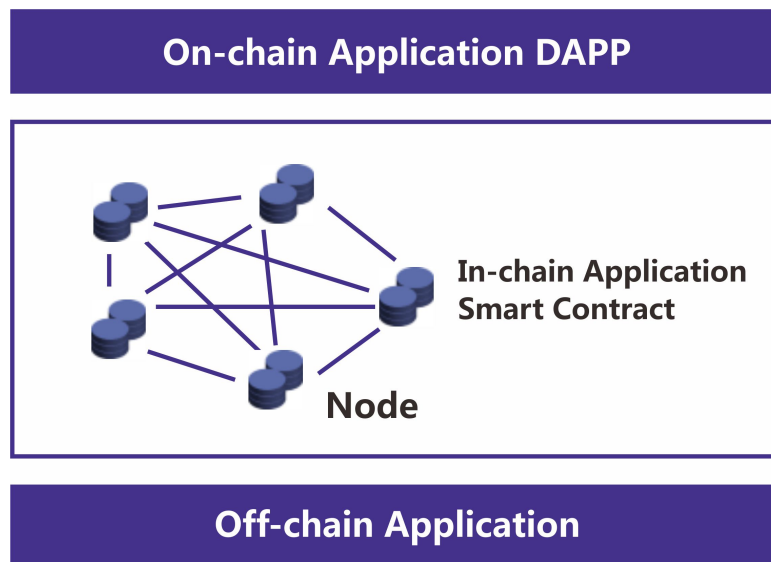 On-chain Application DAPP
In-chain Application
Smart Contract
Node
Off-chain Application